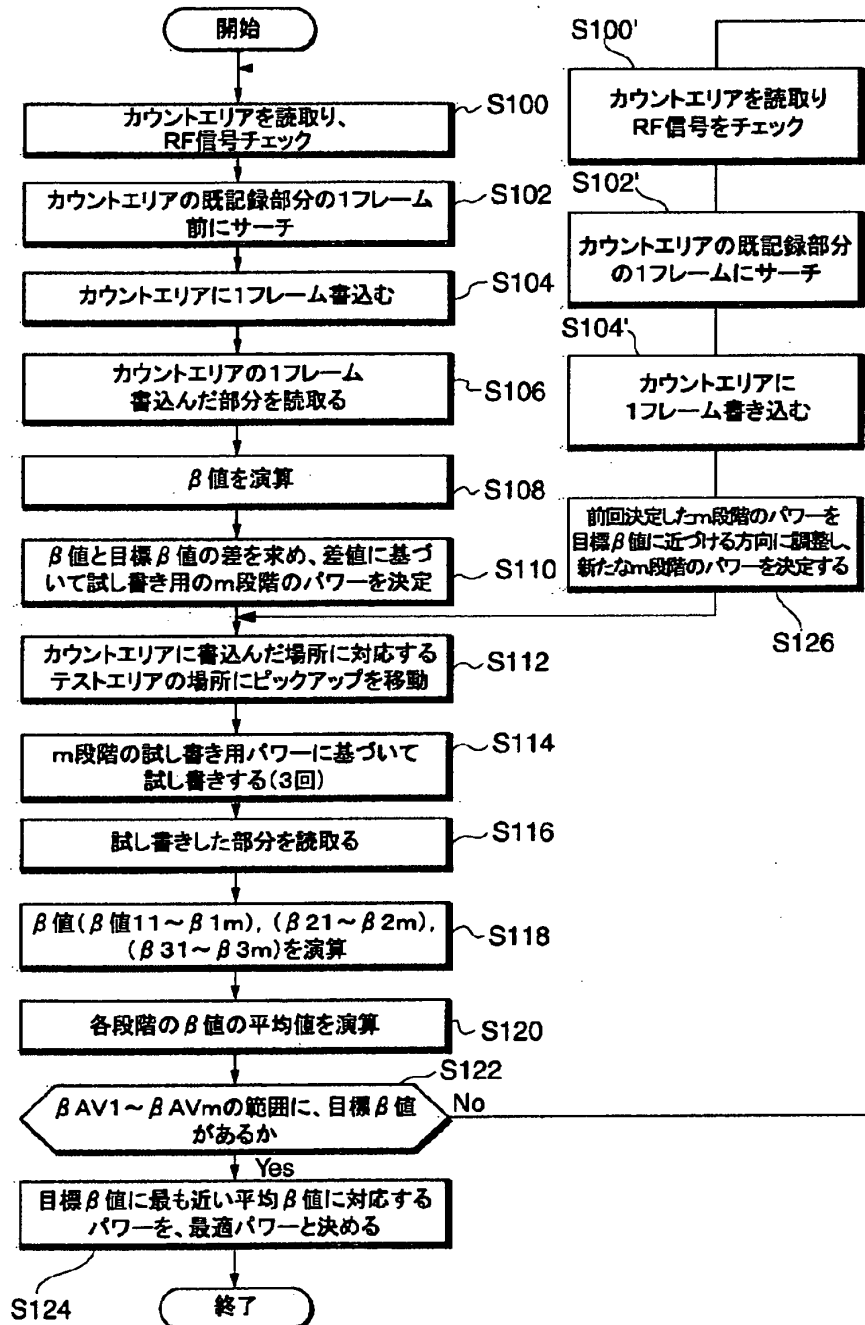 開始
カウントエリアを読取り、
RF信号チェック
S100
カウントエリアの既記録部分の1フレーム
前にサーチ
S102
カウントエリアに1フレーム書込む
S104
カウントエリアの1フレーム
書込んだ部分を読取る
S106
β値を演算
S108
β値と目標β値の差を求め、差値に基づ
いて試し書き用のm段階のパワーを決定
S110
カウントエリアに書込んだ場所に対応する
テストエリアの場所にピックアップを移動
S112
m段階の試し書き用パワーに基づいて
試し書きする(3回)
S114
試し書きした部分を読取る
S116
β値(β値11～β1m), (β21～β2m),
(β31～β3m)を演算
S118
各段階のβ値の平均値を演算
S120
S122
βAV1～βAVmの範囲に、目標β値
があるか
No
Yes
目標β値に最も近い平均β値に対応する
パワーを、最適パワーと決める
S124
終了
S100'
カウントエリアを読取り
RF信号をチェック
S102'
カウントエリアの既記録部分
の1フレームにサーチ
S104'
カウントエリアに
1フレーム書き込む
前回決定したm段階のパワーを
目標β値に近づける方向に調整し、
新たなm段階のパワーを決定する
S126